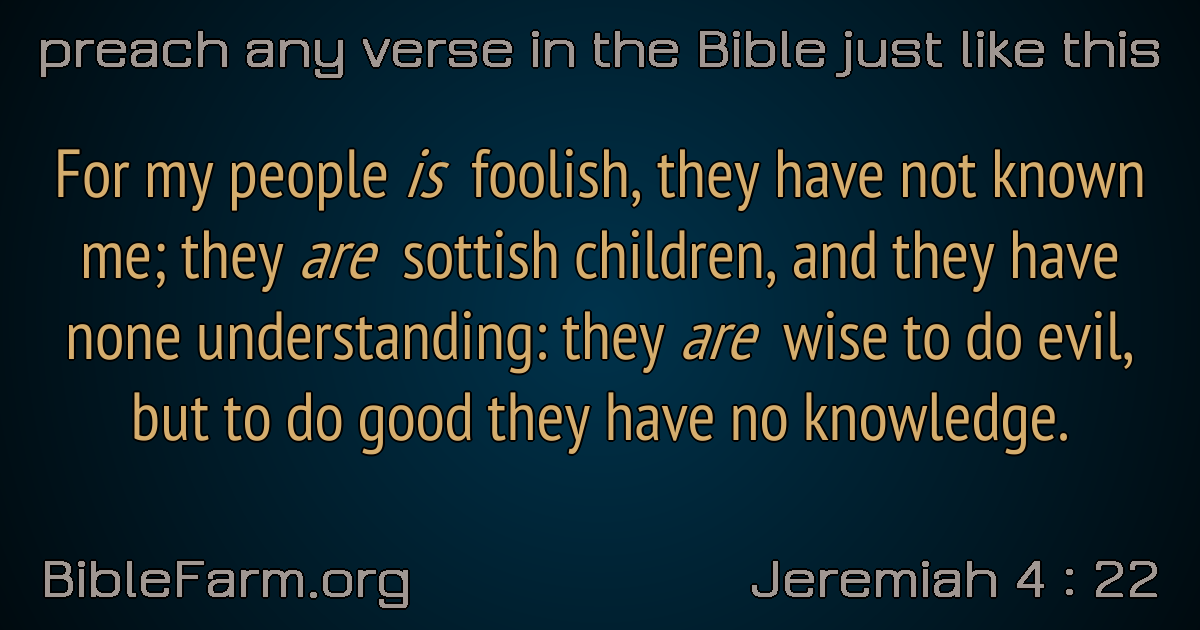 preach any verse in the Bible just like this
For my people is foolish, they have not known
me; they are sottish children, and they have
none understanding: they are wise to do evil,
but to do good they have no knowledge.
BibleFarm.org
Jeremiah 4 : 22